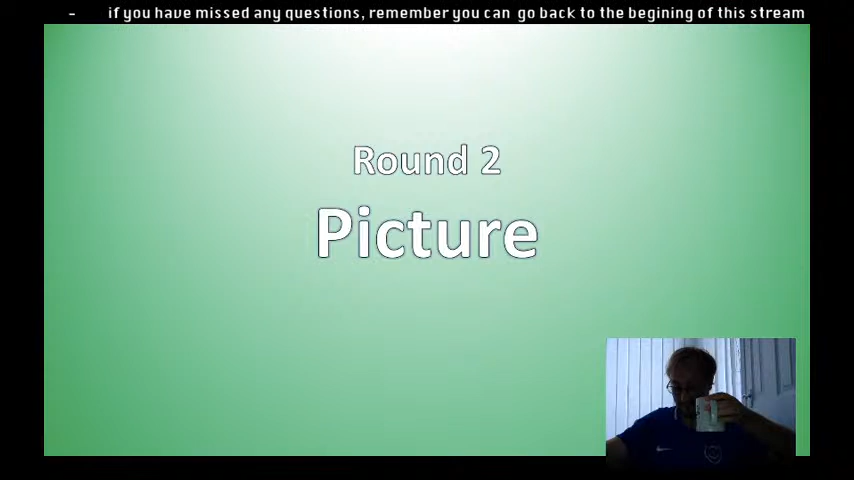 - if you have missed any questions, remember you can go back to the begining of this stream
Round 2
Picture